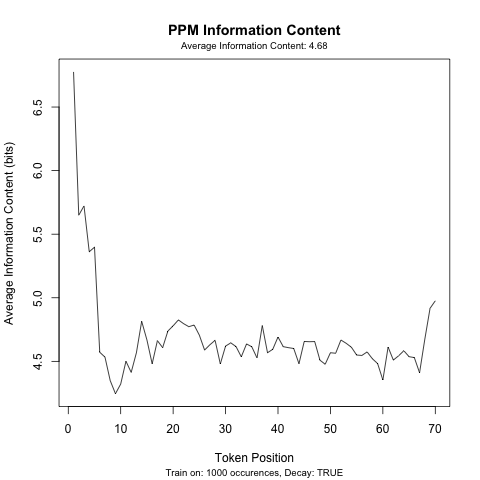 PPM Information Content
Average Information Content: 4.68
Average Information Content (bits)
6.5
6.0
5.5
5.0
4.5
0 10 20 30 40 50 60 70
Token Position
Train on: 1000 occurences, Decay: TRUE